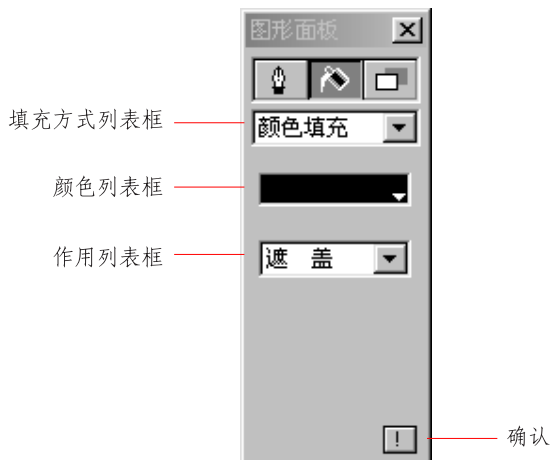 图形面板
填充方式列表框
颜色填充
颜色列表框
作用列表框
遮 盖
!
确认